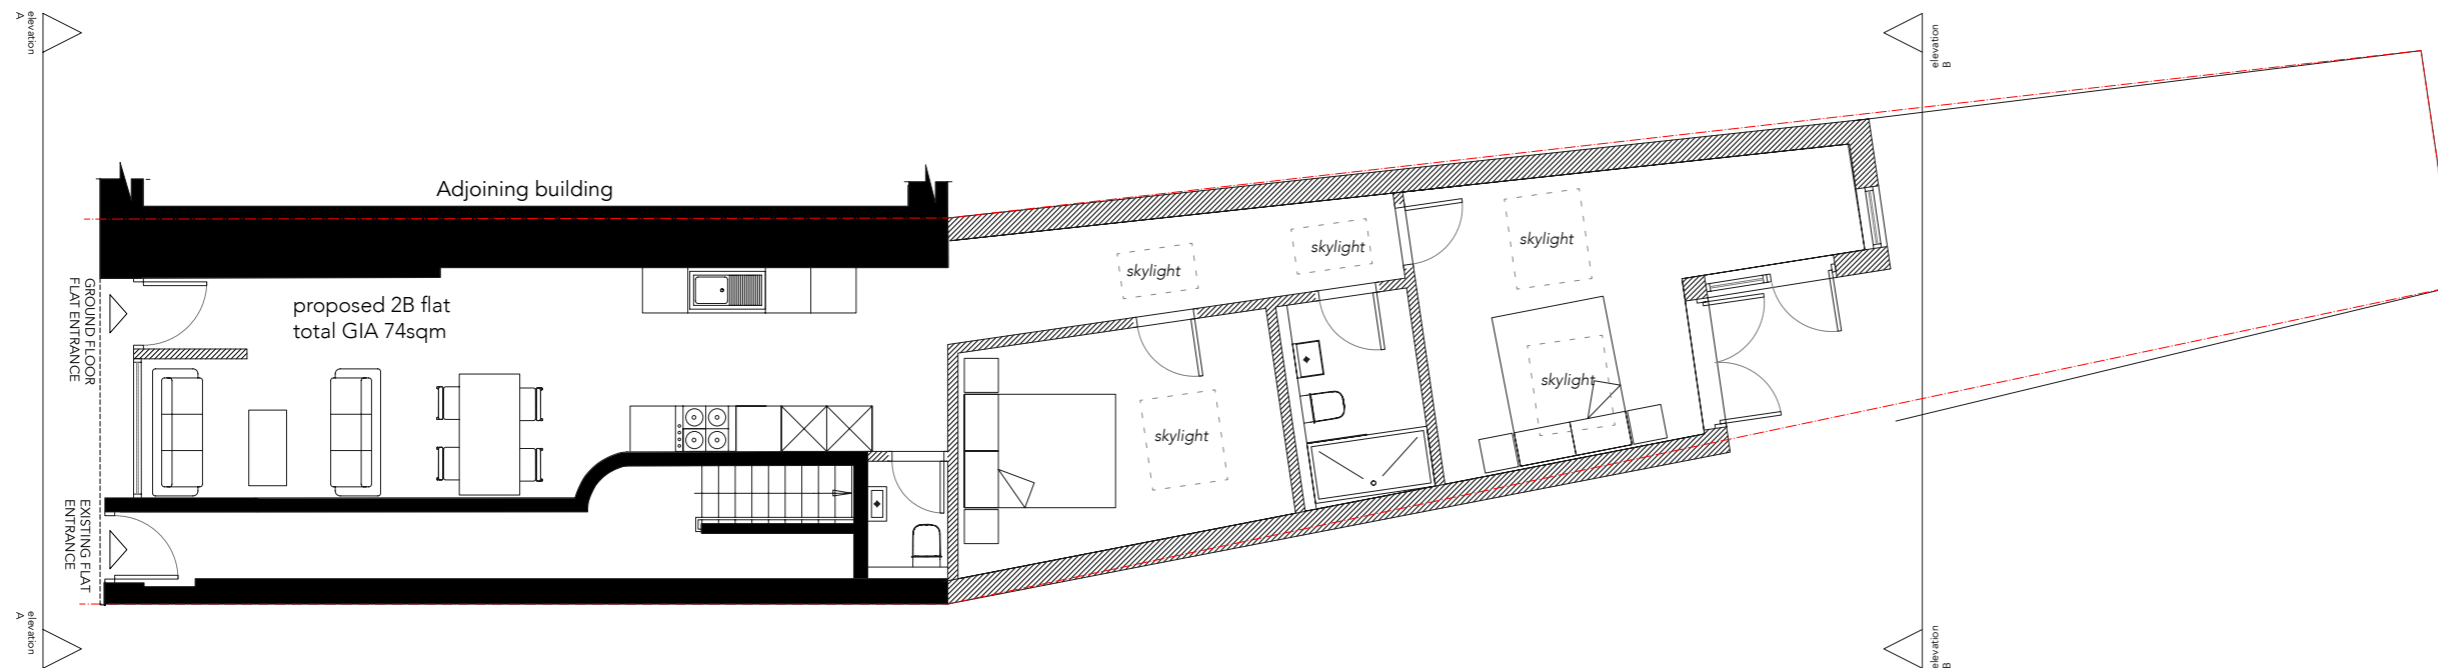 elevation
A
elevation
B
Adjoining building
skylight
skylight
skylight
GROUND FLOOR
FLAT ENTRANCE
proposed 2B flat
total GIA 74sqm
skylight
skylight
EXISTING FLAT
ENTRANCE
elevation
A
elevation
B